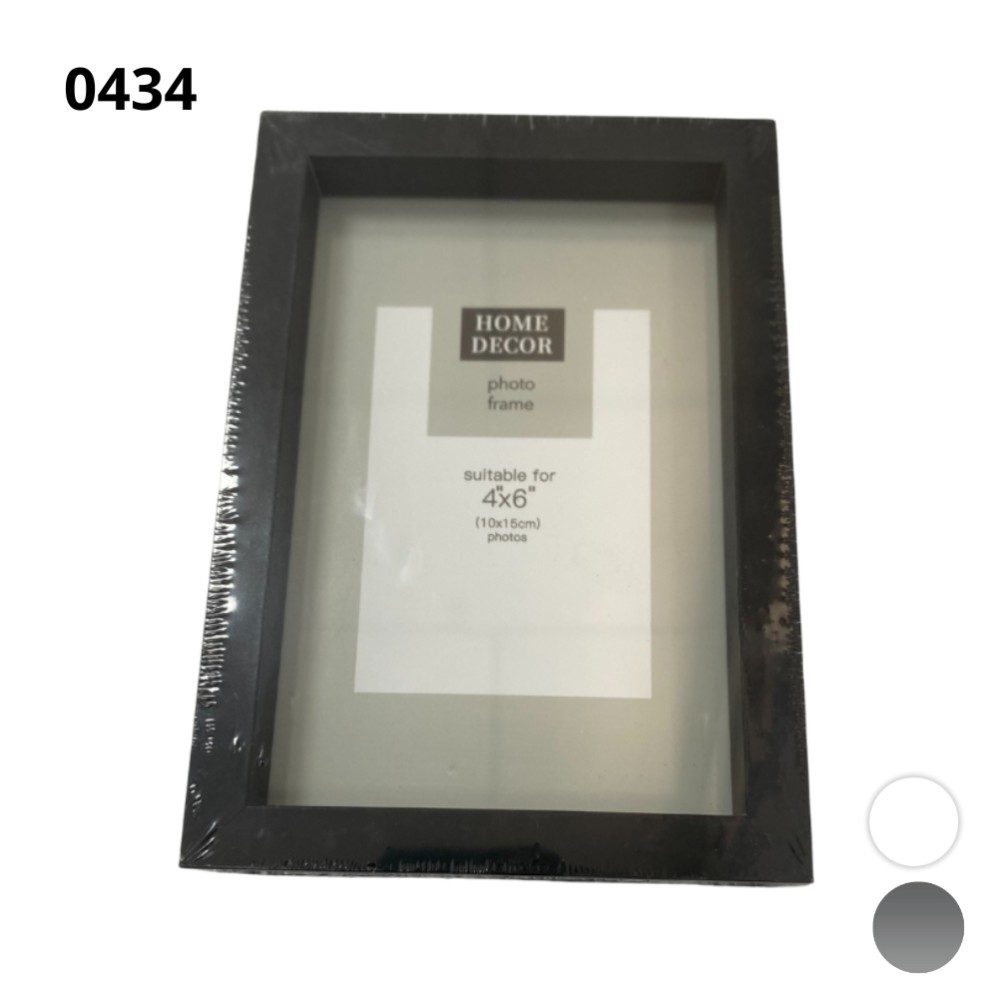 0434
HOME
DECOR
photo
frame
suitable for
4"x6"
(10x15cm)
photos